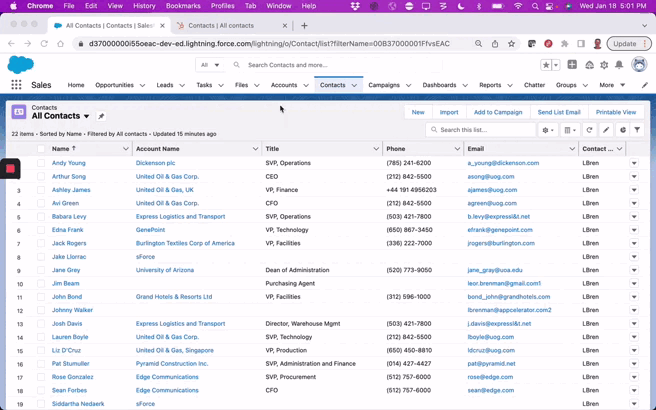 Chrome File Edit View History Bookmarks Profiles Tab Window Help Wed Jan 18 5:01 PM
All Contacts | Contacts | Sales HubSpot Contacts | All contacts
d37000000i55oeac-dev-ed.lightning.force.com/lightning/o/Contact/list?filterName=00B37000001FfvsEAC Update
All Search Contacts and more...
Sales Home Opportunities Leads Tasks Files Accounts Contacts Campaigns Dashboards Reports Chatter Groups More
Contacts
All Contacts New Import Add to Campaign Send List Email Printable View
22 items • Sorted by Name • Filtered by All contacts • Updated 15 minutes ago Search this list...
Name Account Name Title Phone Email Contact ...
Andy Young Dickenson plc SVP, Operations (785) 241-6200 a_young@dickenson.com LBren
Arthur Song United Oil & Gas Corp. CEO (212) 842-5500 asong@uog.com LBren
3 Ashley James United Oil & Gas, UK VP, Finance +44 191 4956203 ajames@uog.com LBren
4 Avi Green United Oil & Gas Corp. CFO (212) 842-5500 agreen@uog.com LBren
5 Babara Levy Express Logistics and Transport SVP, Operations (503) 421-7800 b.levy@expressl&t.net LBren
6 Edna Frank GenePoint VP, Technology (650) 867-3450 efrank@genepoint.com LBren
7 Jack Rogers Burlington Textiles Corp of America VP, Facilities (336) 222-7000 jrogers@burlington.com LBren
8 Jake Llorrac sForce LBren
9 Jane Grey University of Arizona Dean of Administration (520) 773-9050 jane_gray@uoa.edu LBren
10 Jim Beam Purchasing Agent leor.brenman@gmail.com1 LBren
11 John Bond Grand Hotels & Resorts Ltd VP, Facilities (312) 596-1000 bond_john@grandhotels.com LBren
12 Johnny Walker lbrenman@appcelerator.com2 LBren
13 Josh Davis Express Logistics and Transport Director, Warehouse Mgmt (503) 421-7800 j.davis@expressl&t.net LBren
14 Lauren Boyle United Oil & Gas Corp. SVP, Technology (212) 842-5500 lboyle@uog.com LBren
15 Liz D'Cruz United Oil & Gas, Singapore VP, Production (650) 450-8810 ldcruz@uog.com LBren
16 Pat Stumuller Pyramid Construction Inc. SVP, Administration and Finance (014) 427-4427 pat@pyramid.net LBren
17 Rose Gonzalez Edge Communications SVP, Procurement (512) 757-6000 rose@edge.com LBren
18 Sean Forbes Edge Communications CFO (512) 757-6000 sean@edge.com LBren
19 Siddartha Nedaerk sForce LBren